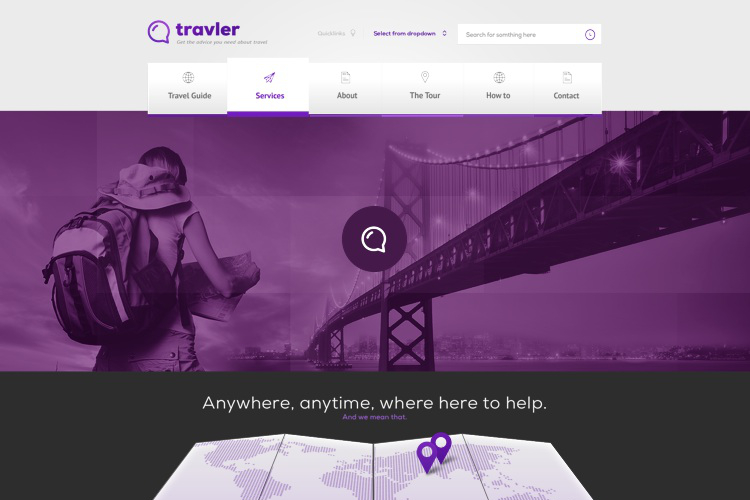 travler
Get the advice you need about travel
Quicklinks
Select from dropdown
Search for somthing here
Travel Guide
Services
About
The Tour
How to
Contact
Anywhere, anytime, where here to help.
And we mean that.